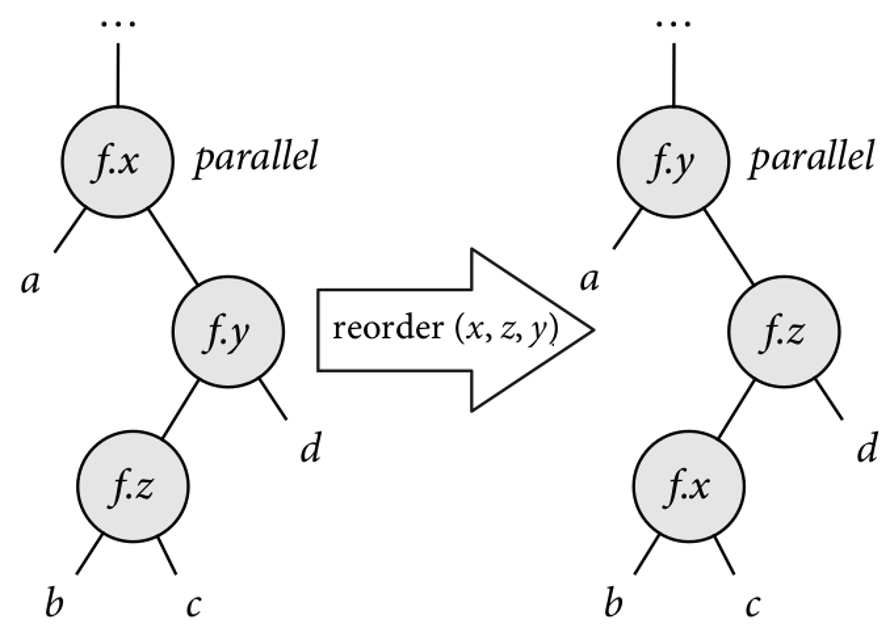 ...
f.x parallel
a
f.y
d
f.z
b c
reorder (x, z, y)
...
f.y parallel
a
f.z
d
f.x
b c